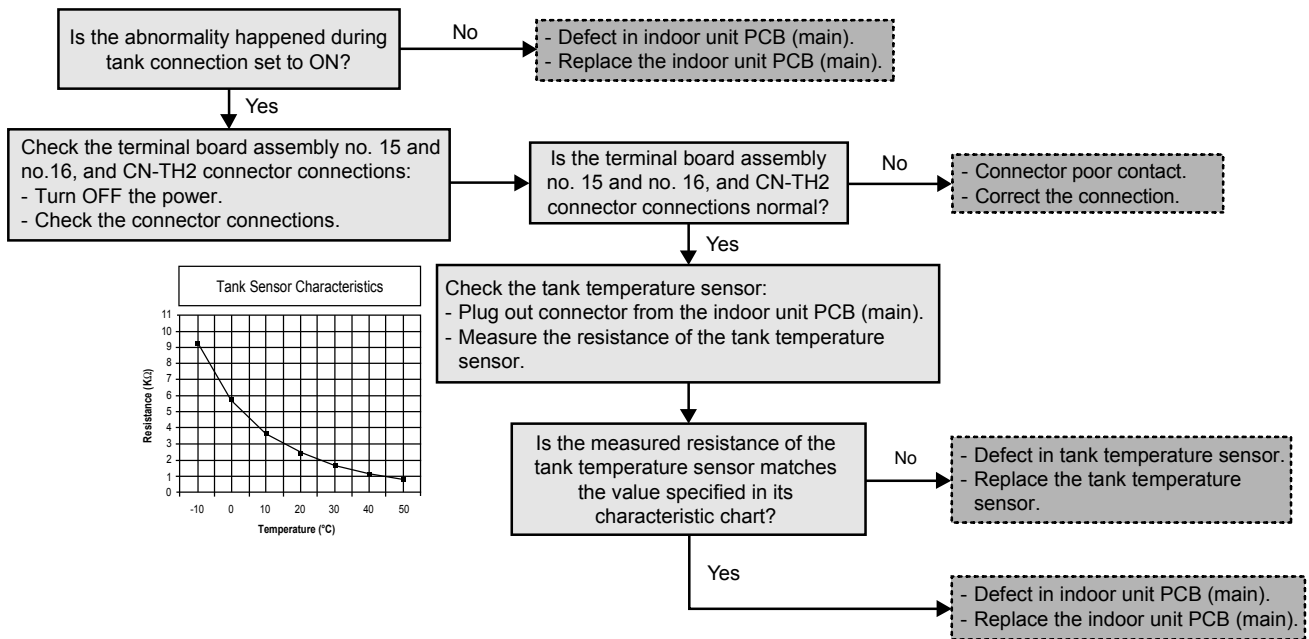 Is the abnormality happened during
tank connection set to ON?
No
- Defect in indoor unit PCB (main).
- Replace the indoor unit PCB (main).
Yes
Check the terminal board assembly no. 15 and
no.16, and CN-TH2 connector connections:
- Turn OFF the power.
- Check the connector connections.
Is the terminal board assembly
no. 15 and no. 16, and CN-TH2
connector connections normal?
No
- Connector poor contact.
- Correct the connection.
Yes
Tank Sensor Characteristics
11
10
9
8
7
6
5
4
3
2
1
0
Resistance (KΩ)
-10 0 10 20 30 40 50
Temperature (°C)
Check the tank temperature sensor:
- Plug out connector from the indoor unit PCB (main).
- Measure the resistance of the tank temperature
sensor.
Is the measured resistance of the
tank temperature sensor matches
the value specified in its
characteristic chart?
No
- Defect in tank temperature sensor.
- Replace the tank temperature
sensor.
Yes
- Defect in indoor unit PCB (main).
- Replace the indoor unit PCB (main).